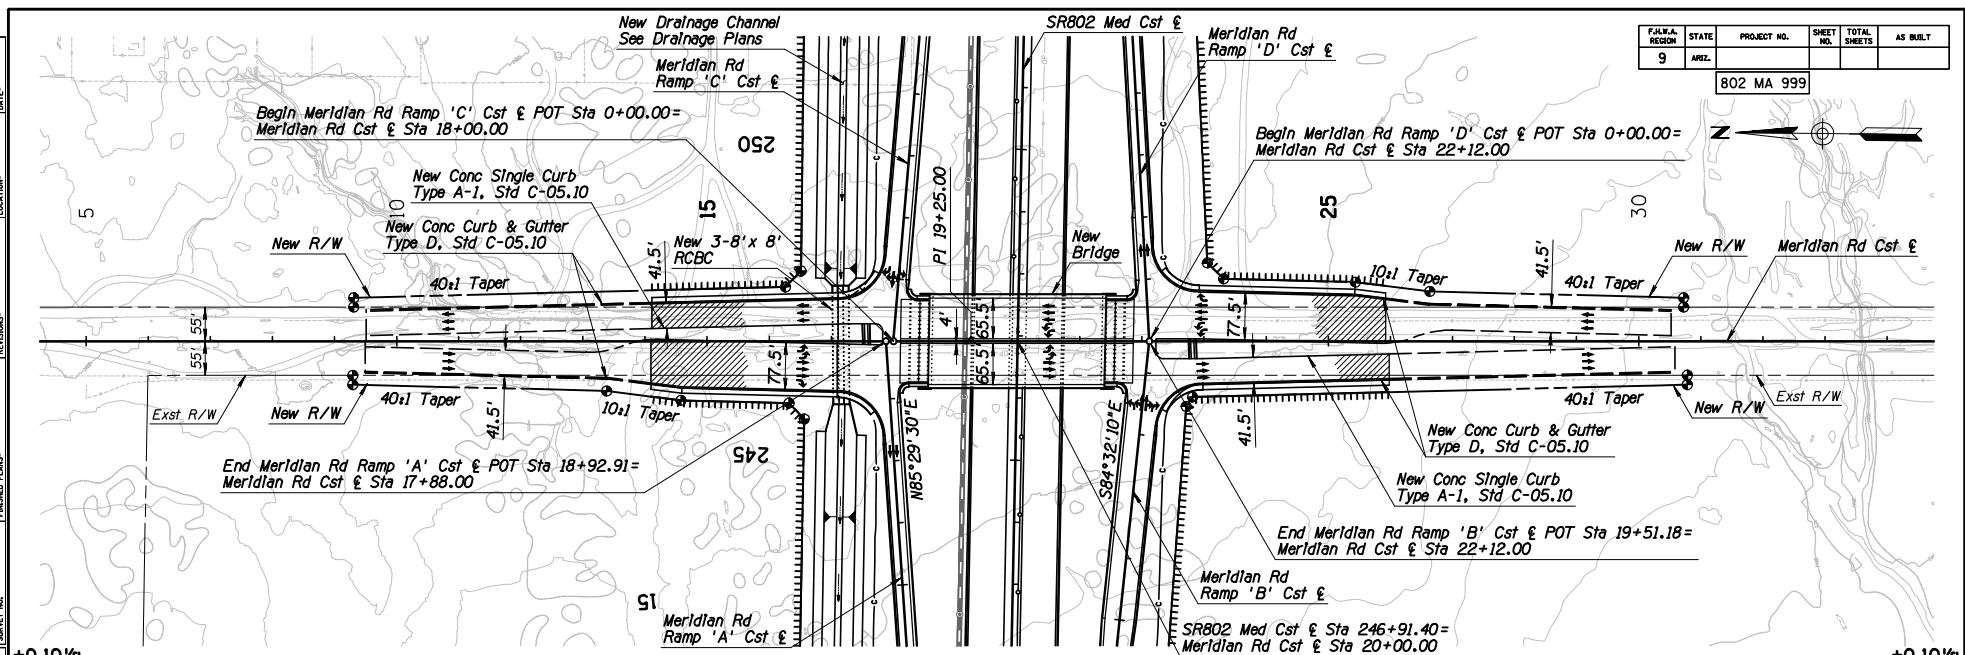 New Drainage Channel
See Drainage Plans
SR802 Med Cst ℄
Meridian Rd
Ramp 'D' Cst ℄
F.H.W.A. REGION
STATE
PROJECT NO.
SHEET NO.
TOTAL SHEETS
AS BUILT
9
ARIZ.
802 MA 999
Meridian Rd
Ramp 'C' Cst ℄
Begin Meridian Rd Ramp 'C' Cst ℄ POT Sta 0+00.00=
Meridian Rd Cst ℄ Sta 18+00.00
250
Begin Meridian Rd Ramp 'D' Cst ℄ POT Sta 0+00.00=
Meridian Rd Cst ℄ Sta 22+12.00
N
New Conc Single Curb
Type A-1, Std C-05.10
PI 19+25.00
5
10
15
25
30
New Conc Curb & Gutter
Type D, Std C-05.10
New R/W
New 3-8' x 8'
RCBC
New
Bridge
New R/W
Meridian Rd Cst ℄
40:1 Taper
41.5'
10:1 Taper
41.5'
40:1 Taper
55'
55'
4'
65.5'
65.5'
77.5'
77.5'
Exst R/W
New R/W
40:1 Taper
10:1 Taper
41.5'
41.5'
40:1 Taper
New R/W
Exst R/W
New Conc Curb & Gutter
Type D, Std C-05.10
245
N85°29'30"E
S84°32'10"E
End Meridian Rd Ramp 'A' Cst ℄ POT Sta 18+92.91=
Meridian Rd Cst ℄ Sta 17+88.00
New Conc Single Curb
Type A-1, Std C-05.10
End Meridian Rd Ramp 'B' Cst ℄ POT Sta 19+51.18=
Meridian Rd Cst ℄ Sta 22+12.00
Meridian Rd
Ramp 'B' Cst ℄
15
Meridian Rd
Ramp 'A' Cst ℄
SR802 Med Cst ℄ Sta 246+91.40=
Meridian Rd Cst ℄ Sta 20+00.00